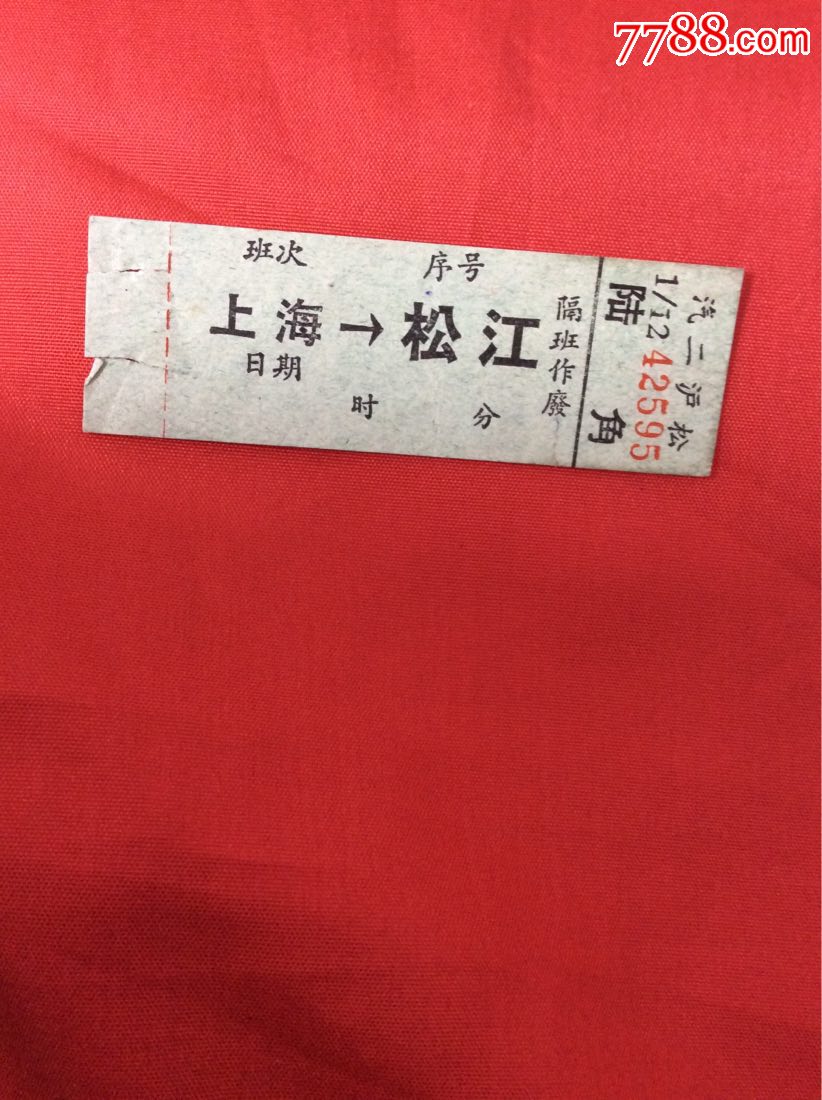 7788.com
班次 序号
上海→松江
日期
时 分
隔班作廢
陆角
1/12 42595
汽二沪松